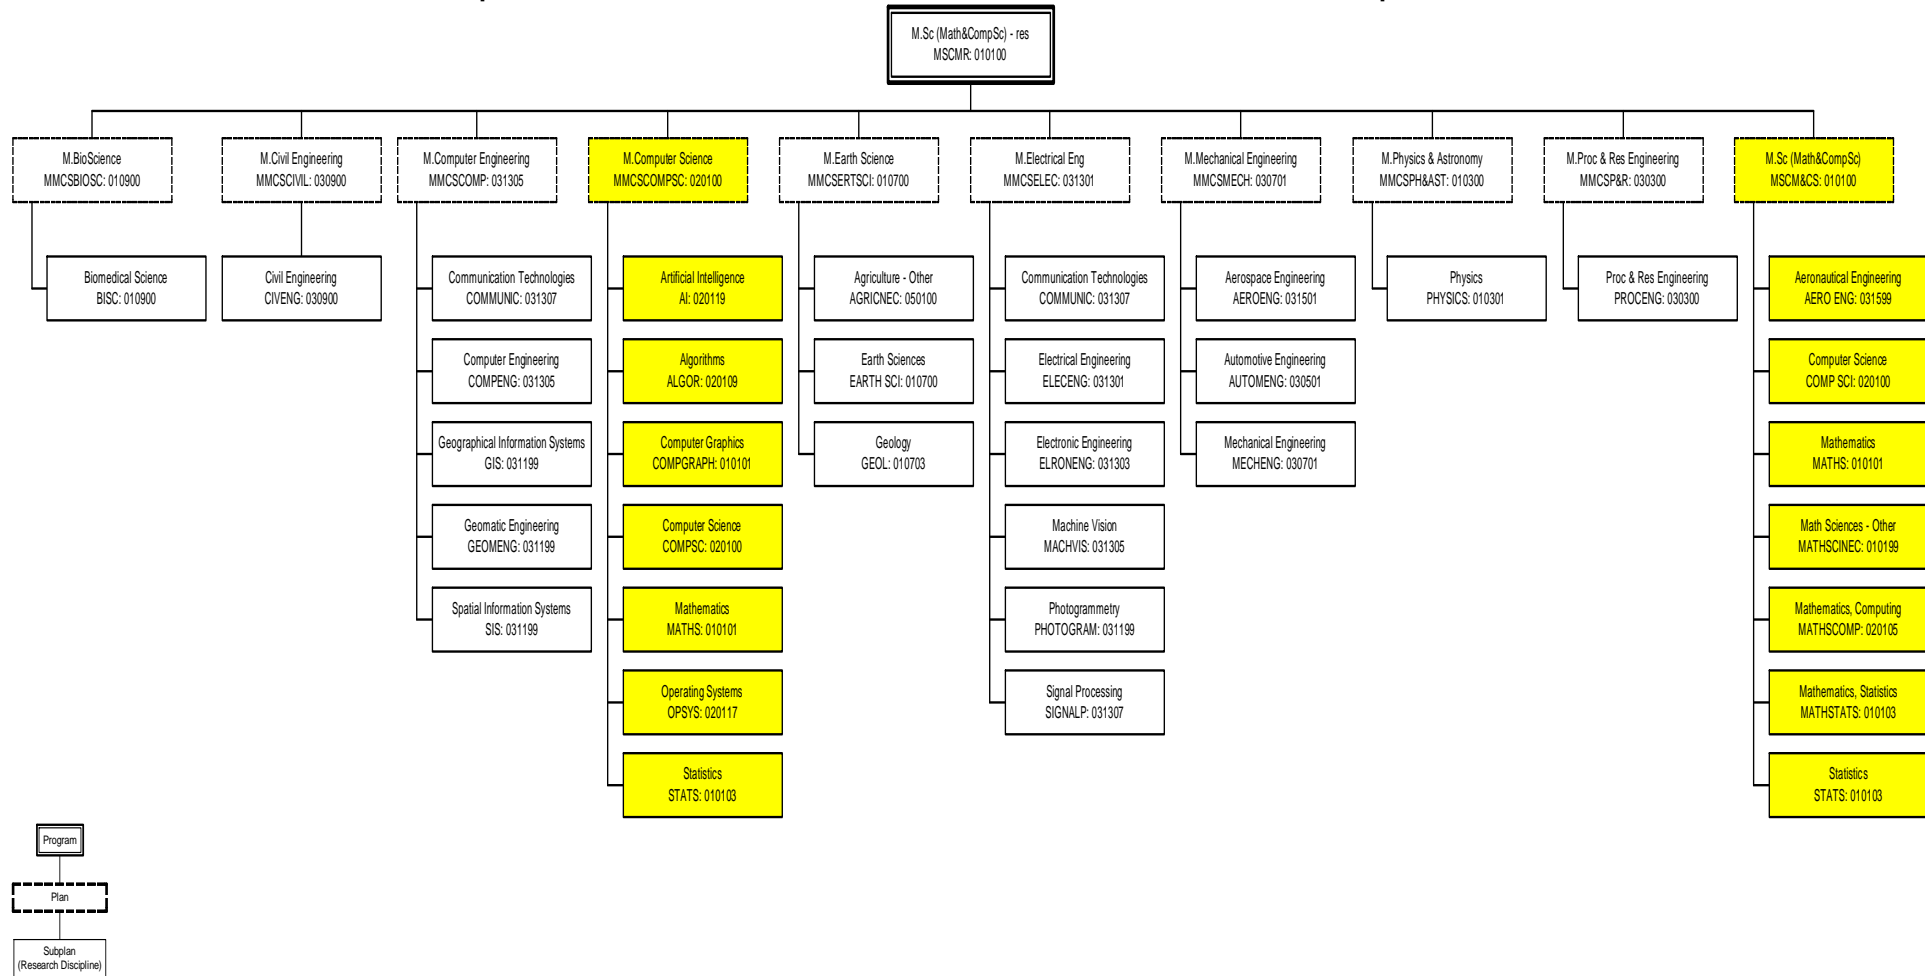 M.Sc (Math&CompSc) - res
MSCMR: 010100
M.BioScience
MMCSBIOSC: 010900
M.Civil Engineering
MMCSCIVIL: 030900
M.Computer Engineering
MMCSCOMP: 031305
M.Computer Science
MMCSCOMPSC: 020100
M.Earth Science
MMCSERTSCI: 010700
M.Electrical Eng
MMCSELEC: 031301
M.Mechanical Engineering
MMCSMECH: 030701
M.Physics & Astronomy
MMCSPH&AST: 010300
M.Proc & Res Engineering
MMCSP&R: 030300
M.Sc (Math&CompSc)
MSCM&CS: 010100
Biomedical Science
BISC: 010900
Civil Engineering
CIVENG: 030900
Communication Technologies
COMMUNIC: 031307
Computer Engineering
COMPENG: 031305
Geographical Information Systems
GIS: 031199
Geomatic Engineering
GEOMENG: 031199
Spatial Information Systems
SIS: 031199
Artificial Intelligence
AI: 020119
Algorithms
ALGOR: 020109
Computer Graphics
COMPGRAPH: 010101
Computer Science
COMPSC: 020100
Mathematics
MATHS: 010101
Operating Systems
OPSYS: 020117
Statistics
STATS: 010103
Agriculture - Other
AGRICNEC: 050100
Earth Sciences
EARTH SCI: 010700
Geology
GEOL: 010703
Communication Technologies
COMMUNIC: 031307
Electrical Engineering
ELECENG: 031301
Electronic Engineering
ELRONENG: 031303
Machine Vision
MACHVIS: 031305
Photogrammetry
PHOTOGRAM: 031199
Signal Processing
SIGNALP: 031307
Aerospace Engineering
AEROENG: 031501
Automotive Engineering
AUTOMENG: 030501
Mechanical Engineering
MECHENG: 030701
Physics
PHYSICS: 010301
Proc & Res Engineering
PROCENG: 030300
Aeronautical Engineering
AERO ENG: 031599
Computer Science
COMP SCI: 020100
Mathematics
MATHS: 010101
Math Sciences - Other
MATHSCINEC: 010199
Mathematics, Computing
MATHSCOMP: 020105
Mathematics, Statistics
MATHSTATS: 010103
Statistics
STATS: 010103
Program
Plan
Subplan
(Research Discipline)